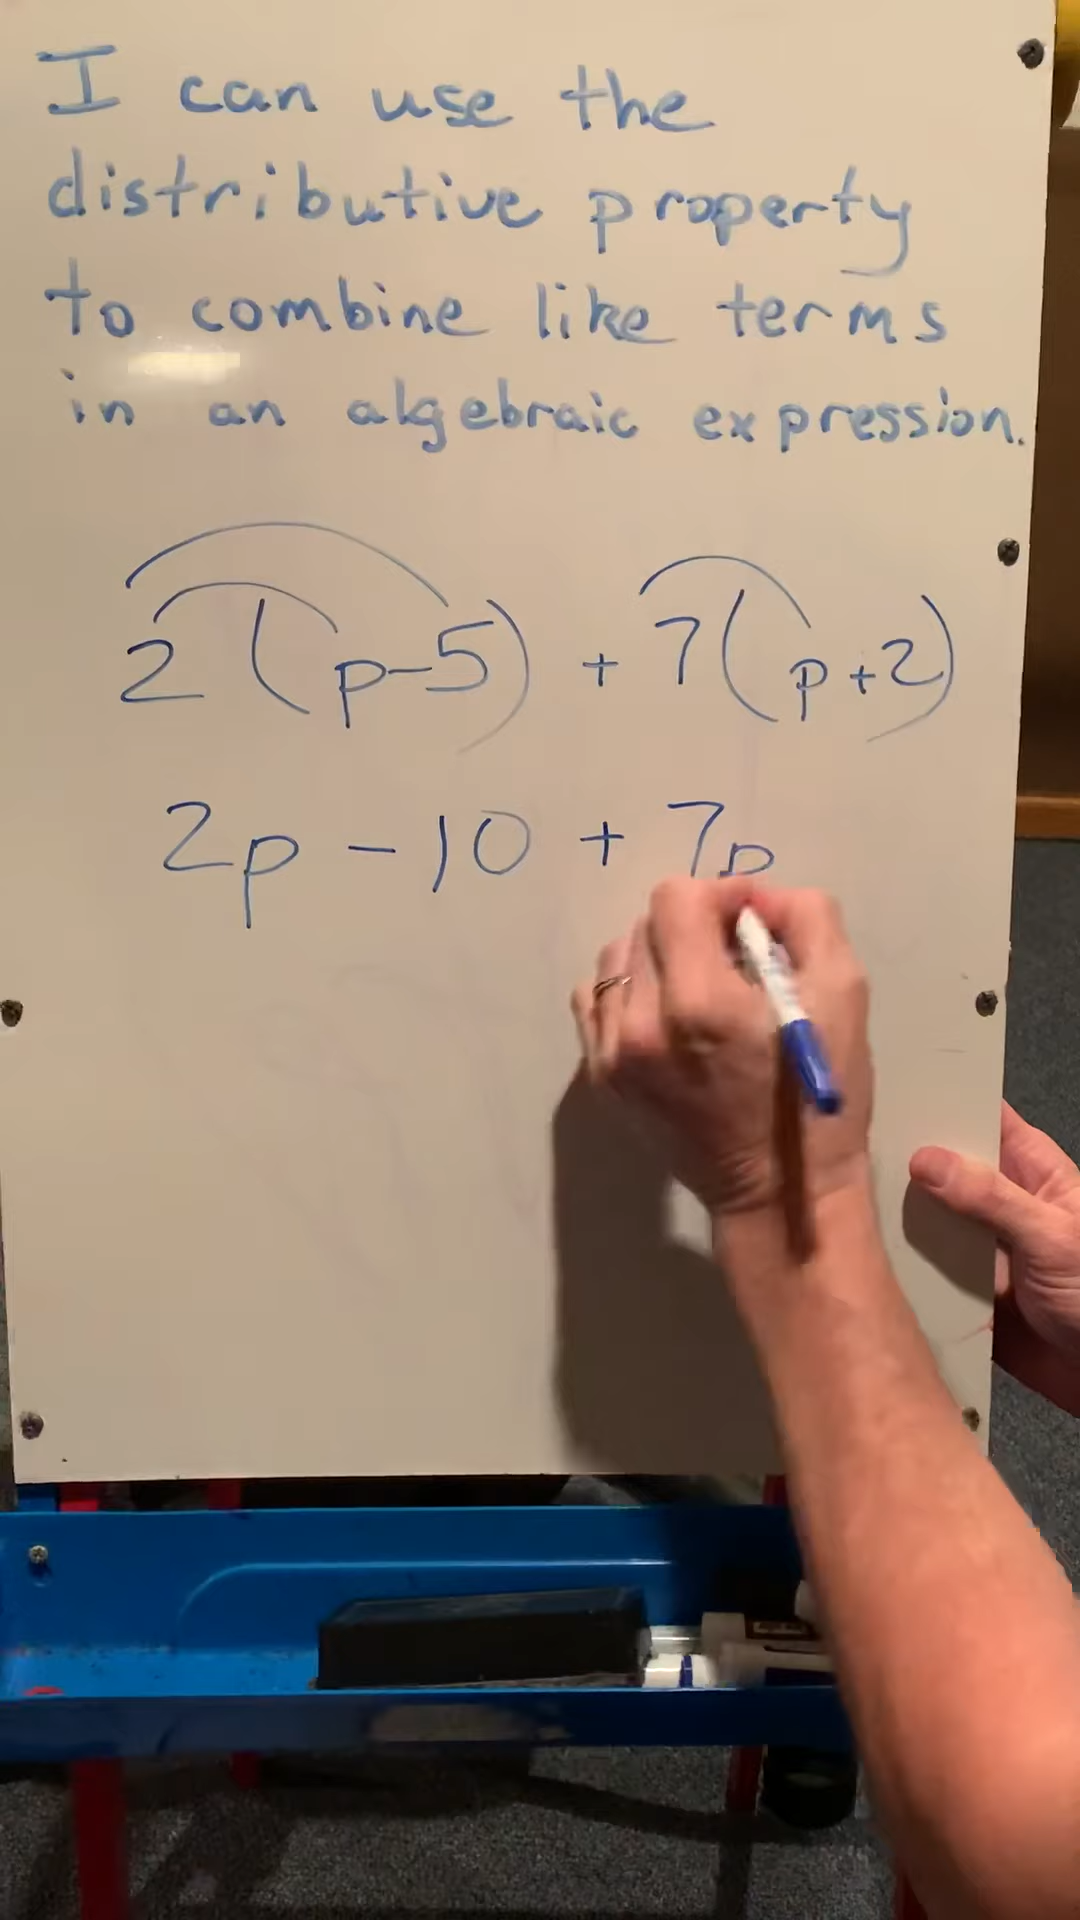 I can use the
distributive property
to combine like terms
in an algebraic expression.
2(p-5) + 7(p+2)
2p - 10 + 7p